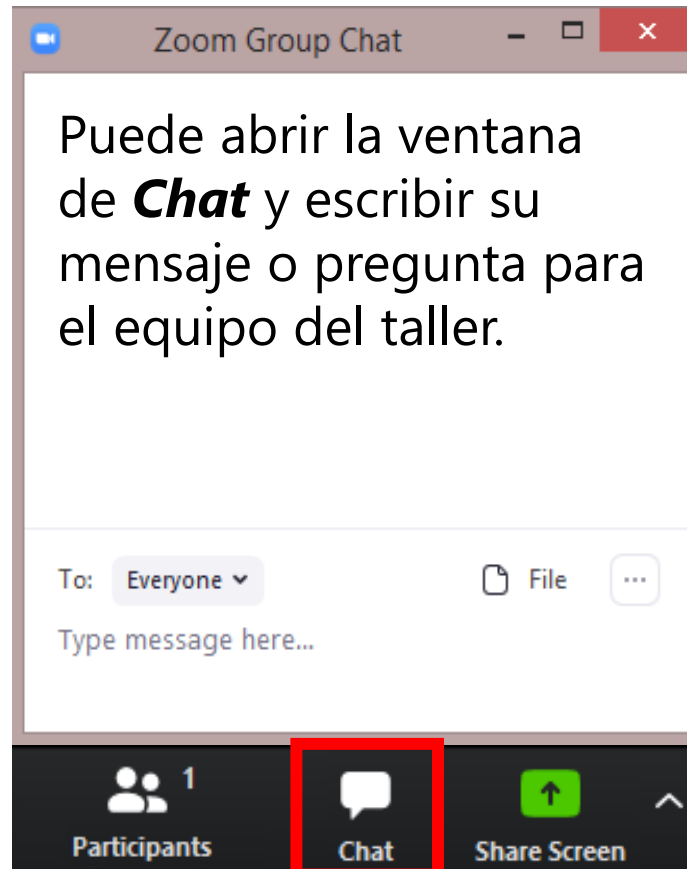 Zoom Group Chat
Puede abrir la ventana
de Chat y escribir su
mensaje o pregunta para
el equipo del taller.
To: Everyone File ...
Type message here...
1
Participants Chat Share Screen